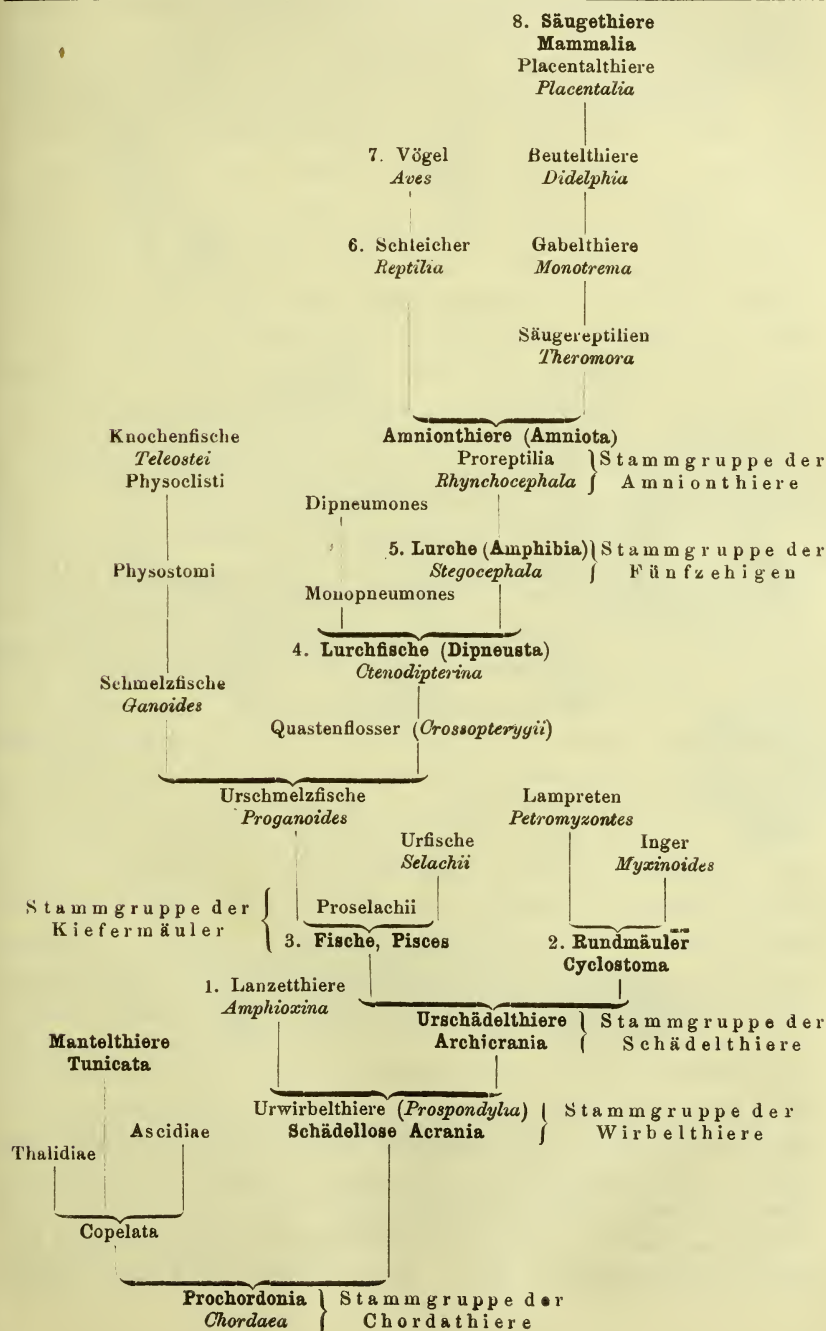 8. Säugethiere
Mammalia
Placentalthiere
Placentalia
7. Vögel
Aves
Beutelthiere
Didelphia
6. Schleicher
Reptilia
Gabelthiere
Monotrema
Säugereptilien
Theromora
Amnionthiere (Amniota)
Proreptilia
Rhynchocephala
Stammgruppe der
Amnionthiere
Knochenfische
Teleostei
Physoclisti
Dipneumones
5. Lurche (Amphibia)
Stegocephala
Stammgruppe der
Fünfzehigen
Physostomi
Monopneumones
4. Lurchfische (Dipneusta)
Ctenodipterina
Schmelzfische
Ganoides
Quastenflosser (Crossopterygii)
Urschmelzfische
Proganoides
Lampreten
Petromyzontes
Urfische
Selachii
Inger
Myxinoides
Stammgruppe der
Kiefermäuler
Proselachii
3. Fische, Pisces
2. Rundmäuler
Cyclostoma
1. Lanzetthiere
Amphioxina
Urschädelthiere
Archicrania
Stammgruppe der
Schädelthiere
Mantelthiere
Tunicata
Urwirbelthiere (Prospondylia)
Schädellose Acrania
Stammgruppe der
Wirbelthiere
Ascidiae
Thalidiae
Copelata
Prochordonia
Chordaea
Stammgruppe der
Chordathiere